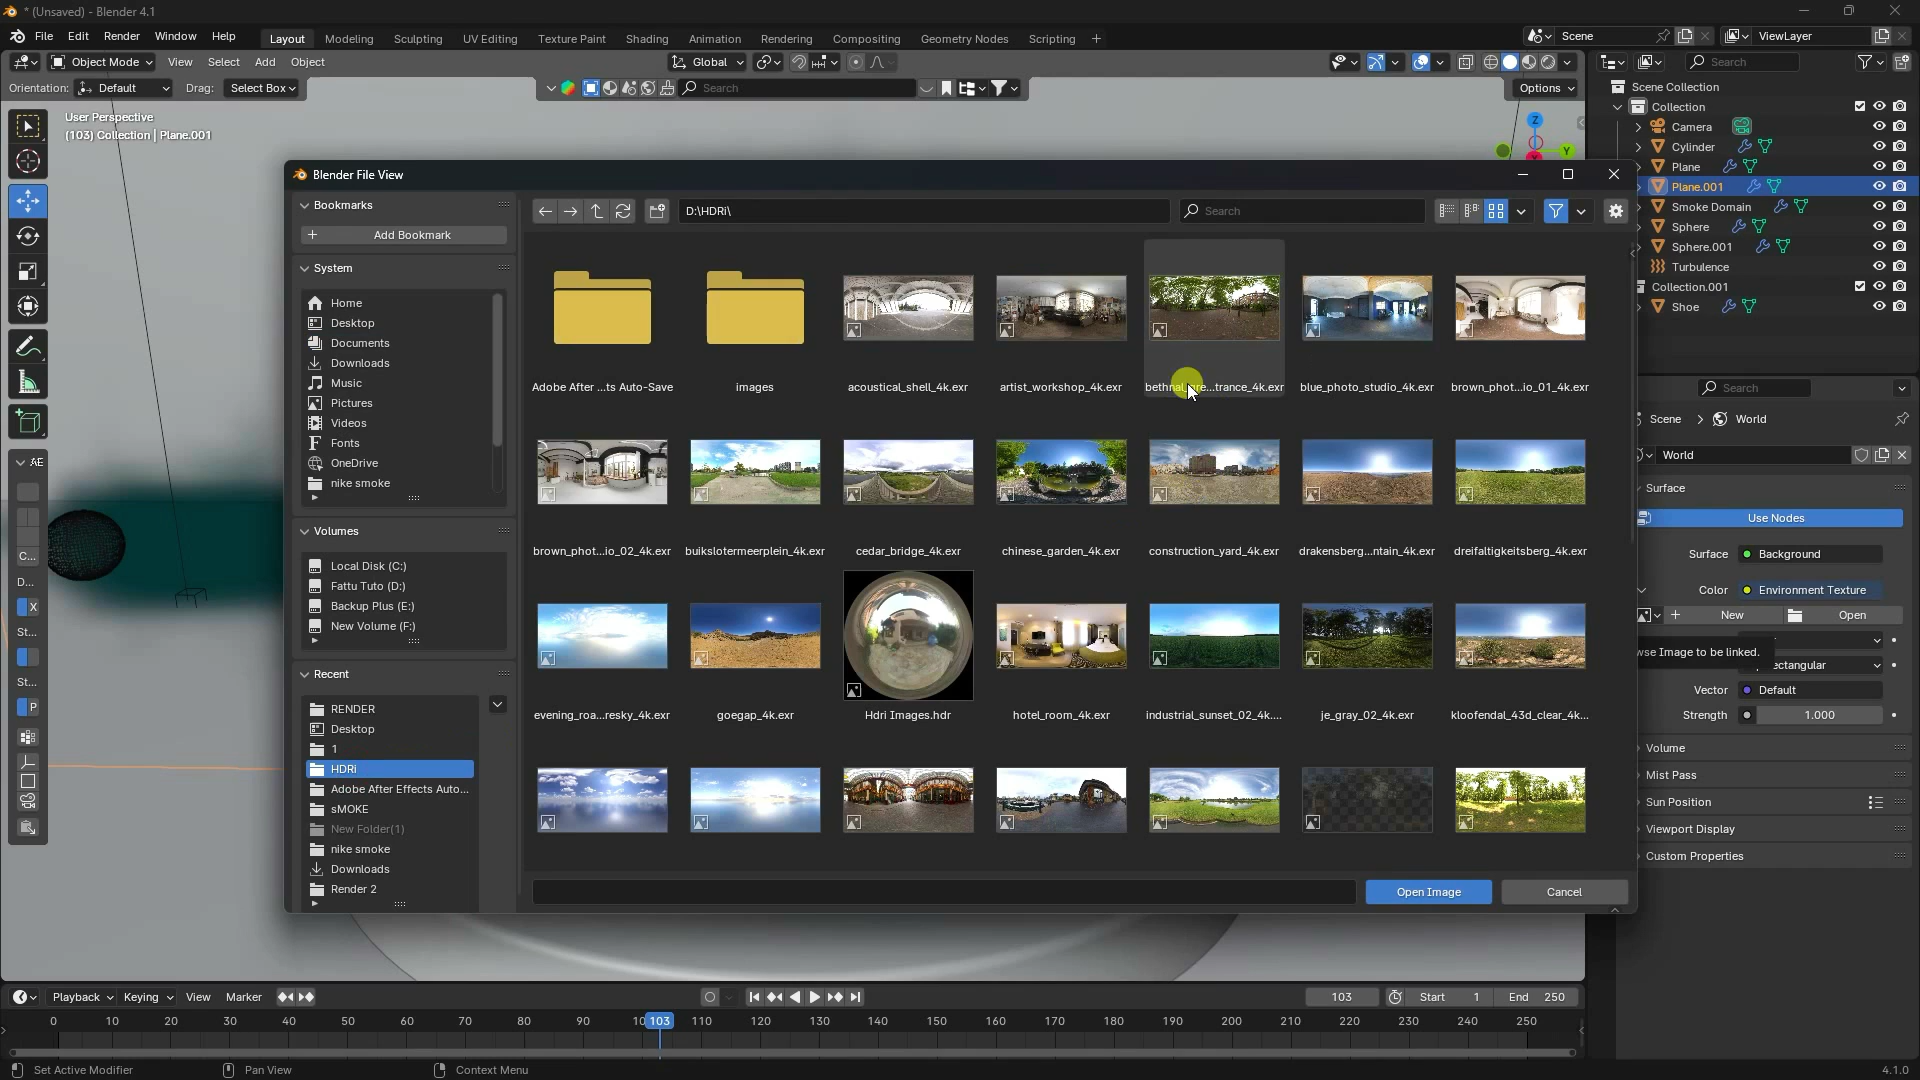 * (Unsaved) - Blender 4.1
File Edit Render Window Help
Layout Modeling Sculpting UV Editing Texture Paint Shading Animation Rendering Compositing Geometry Nodes Scripting +
Scene
ViewLayer
Object Mode View Select Add Object
Global
Search
Orientation: Default Drag: Select Box
Search
Options
User Perspective
(103) Collection | Plane.001
Z
Y
Scene Collection
Collection
Camera
Cylinder
Plane
Plane.001
Smoke Domain
Sphere
Sphere.001
Turbulence
Collection.001
Shoe
Blender File View
Bookmarks
Add Bookmark
System
Home
Desktop
Documents
Downloads
Music
Pictures
Videos
Fonts
OneDrive
nike smoke
Volumes
Local Disk (C:)
Fattu Tuto (D:)
Backup Plus (E:)
New Volume (F:)
Recent
RENDER
Desktop
1
HDRi
Adobe After Effects Auto...
sMOKE
New Folder(1)
nike smoke
Downloads
Render 2
D:\HDRi\
Search
Adobe After ...ts Auto-Save
images
acoustical_shell_4k.exr
artist_workshop_4k.exr
...trance_4k.exr
blue_photo_studio_4k.exr
brown_phot...io_01_4k.exr
brown_phot...io_02_4k.exr
buikslotermeerplein_4k.exr
cedar_bridge_4k.exr
chinese_garden_4k.exr
construction_yard_4k.exr
drakensberg...ntain_4k.exr
dreifaltigkeitsberg_4k.exr
evening_roa...resky_4k.exr
goegap_4k.exr
Hdri Images.hdr
hotel_room_4k.exr
industrial_sunset_02_4k....
je_gray_02_4k.exr
kloofendal_43d_clear_4k...
Open Image
Cancel
AE
C...
D...
X
St...
St...
P
Search
Scene > World
World
Surface
Use Nodes
Surface Background
Color Environment Texture
New
Open
wse Image to be linked.
ectangular
Vector Default
Strength 1.000
Volume
Mist Pass
Sun Position
Viewport Display
Custom Properties
Playback Keying View Marker
103
Start 1
End 250
0 10 20 30 40 50 60 70 80 90 10 103 110 120 130 140 150 160 170 180 190 200 210 220 230 240 250
Set Active Modifier
Pan View
Context Menu
4.1.0